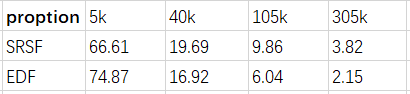 proption 5k 40k 105k 305k
SRSF 66.61 19.69 9.86 3.82
EDF 74.87 16.92 6.04 2.15